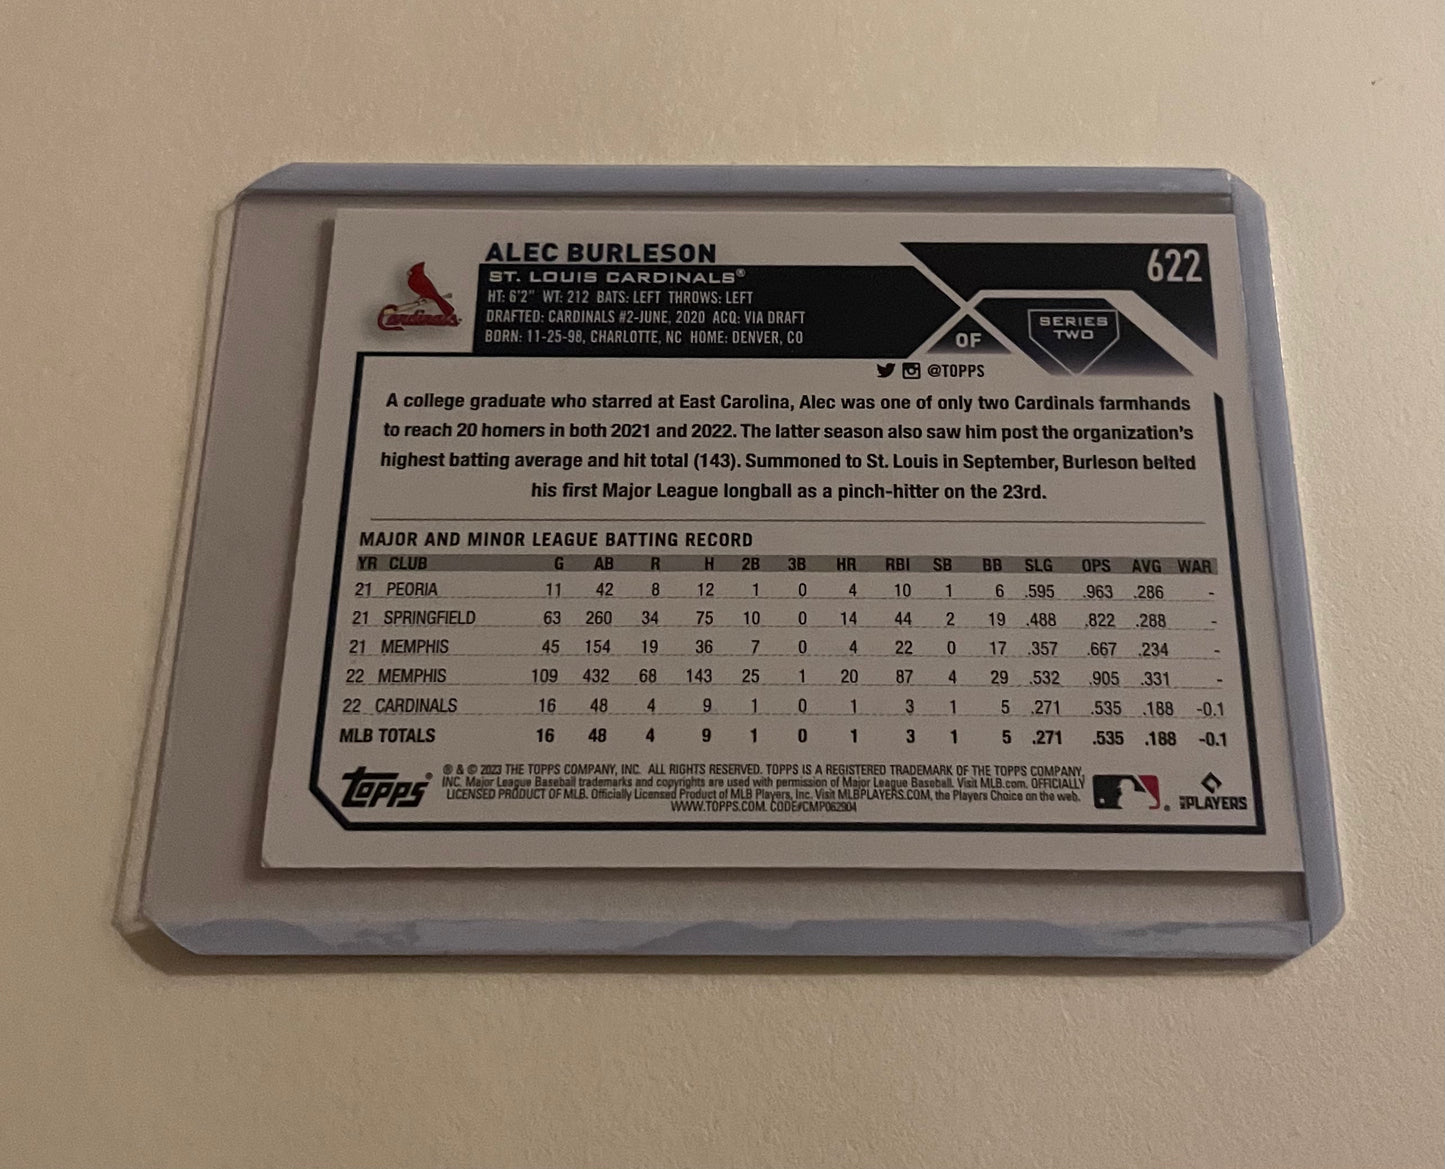 ALEC BURLESON
ST. LOUIS CARDINALS®
HT: 6'2" WT: 212 BATS: LEFT THROWS: LEFT
DRAFTED: CARDINALS #2-JUNE, 2020 ACQ: VIA DRAFT
BORN: 11-25-98, CHARLOTTE, NC HOME: DENVER, CO
Cardinals
622
OF
SERIES
TWO
@TOPPS
A college graduate who starred at East Carolina, Alec was one of only two Cardinals farmhands
to reach 20 homers in both 2021 and 2022. The latter season also saw him post the organization's
highest batting average and hit total (143). Summoned to St. Louis in September, Burleson belted
his first Major League longball as a pinch-hitter on the 23rd.
MAJOR AND MINOR LEAGUE BATTING RECORD
YR CLUB G AB R H 2B 3B HR RBI SB BB SLG OPS AVG WAR
21 PEORIA 11 42 8 12 1 0 4 10 1 6 .595 .963 .286 -
21 SPRINGFIELD 63 260 34 75 10 0 14 44 2 19 .488 .822 .288 -
21 MEMPHIS 45 154 19 36 7 0 4 22 0 17 .357 .667 .234 -
22 MEMPHIS 109 432 68 143 25 1 20 87 4 29 .532 .905 .331 -
22 CARDINALS 16 48 4 9 1 0 1 3 1 5 .271 .535 .188 -0.1
MLB TOTALS 16 48 4 9 1 0 1 3 1 5 .271 .535 .188 -0.1
topps®
® & © 2023 THE TOPPS COMPANY, INC. ALL RIGHTS RESERVED. TOPPS IS A REGISTERED TRADEMARK OF THE TOPPS COMPANY,
INC. Major League Baseball trademarks and copyrights are used with permission of Major League Baseball. Visit MLB.com. OFFICIALLY
LICENSED PRODUCT OF MLB. Officially Licensed Product of MLB Players, Inc. Visit MLBPLAYERS.COM, the Players Choice on the web.
WWW.TOPPS.COM. CODE#CMP062904
PLAYERS